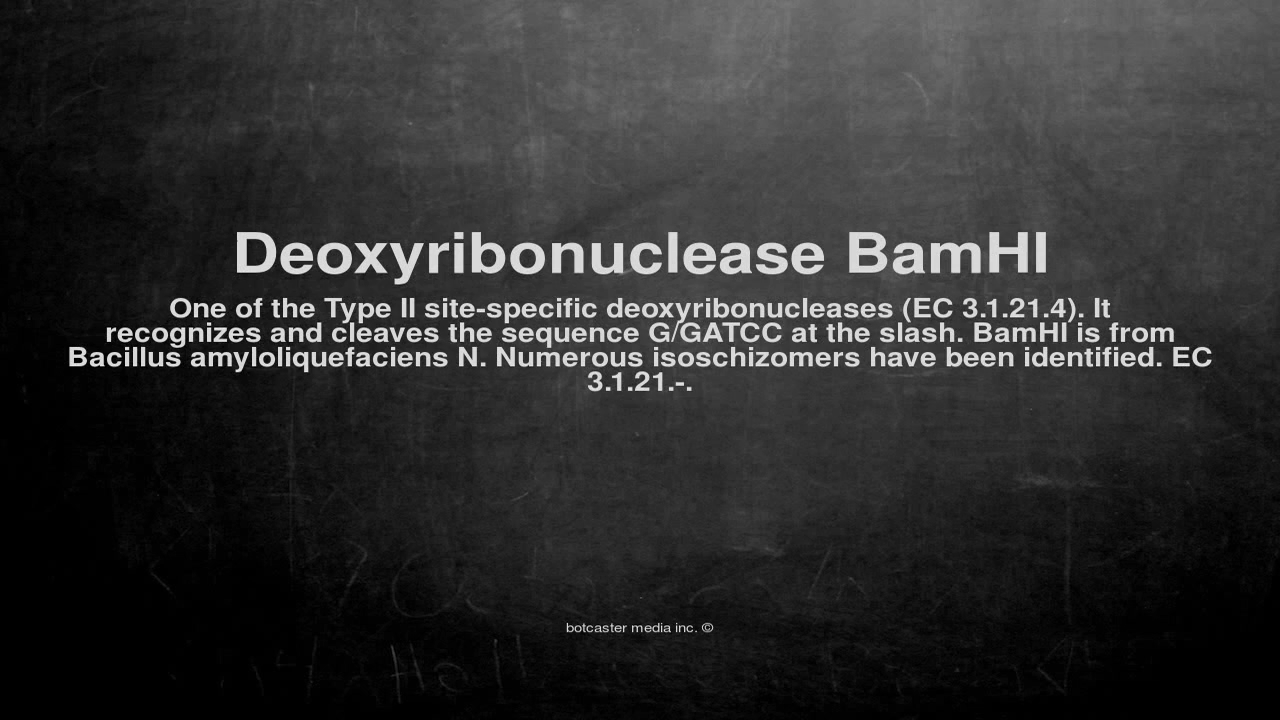 Deoxyribonuclease BamHI
One of the Type II site-specific deoxyribonucleases (EC 3.1.21.4). It
recognizes and cleaves the sequence G/GATCC at the slash. BamHI is from
Bacillus amyloliquefaciens N. Numerous isoschizomers have been identified. EC
3.1.21.-.
botcaster media inc. ©